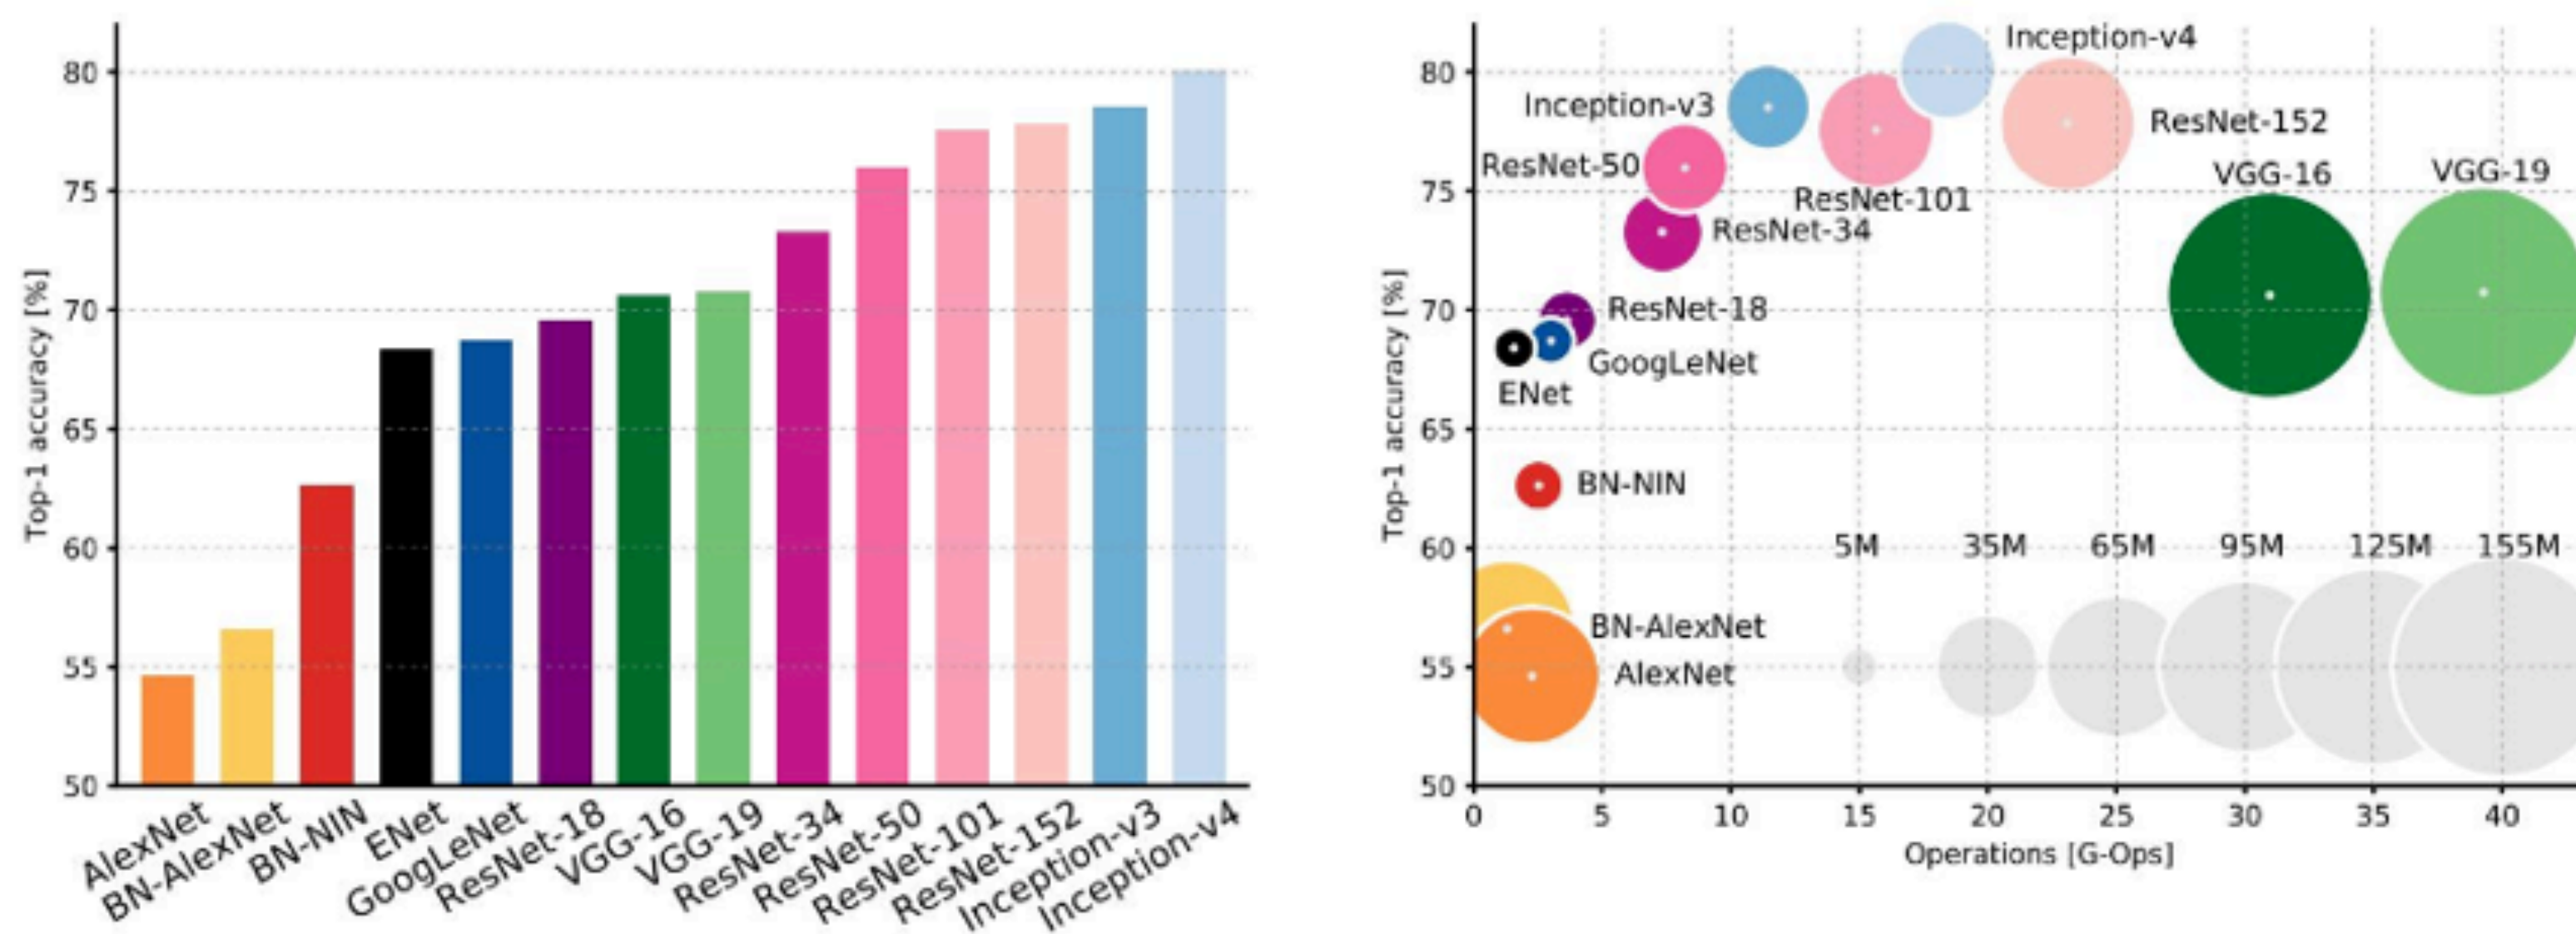 80
75
70
65
60
55
50
Top-1 accuracy [%]
AlexNet
BN-AlexNet
BN-NIN
ENet
GoogLeNet
ResNet-18
VGG-16
VGG-19
ResNet-34
ResNet-50
ResNet-101
ResNet-152
Inception-v3
Inception-v4
80
75
70
65
60
55
50
Top-1 accuracy [%]
Inception-v4
Inception-v3
ResNet-152
ResNet-50
VGG-16
VGG-19
ResNet-101
ResNet-34
ResNet-18
GoogLeNet
ENet
BN-NIN
5M 35M 65M 95M 125M 155M
BN-AlexNet
AlexNet
0 5 10 15 20 25 30 35 40
Operations [G-Ops]